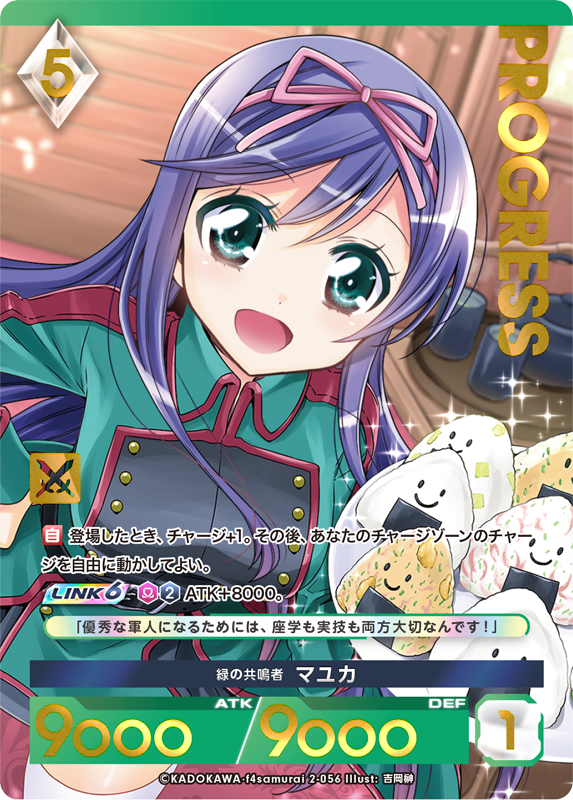 5
PROGRESS
自 登場したとき、チャージ+1。その後、あなたのチャージゾーンのチャー
ジを自由に動かしてよい。
LINK 6 - 2 ATK+8000。
「優秀な軍人になるためには、座学も実技も両方大切なんです!」
緑の共鳴者 マユカ
ATK DEF
9000 / 9000 1
©KADOKAWA-f4samurai 2-056 Illust: 吉岡榊